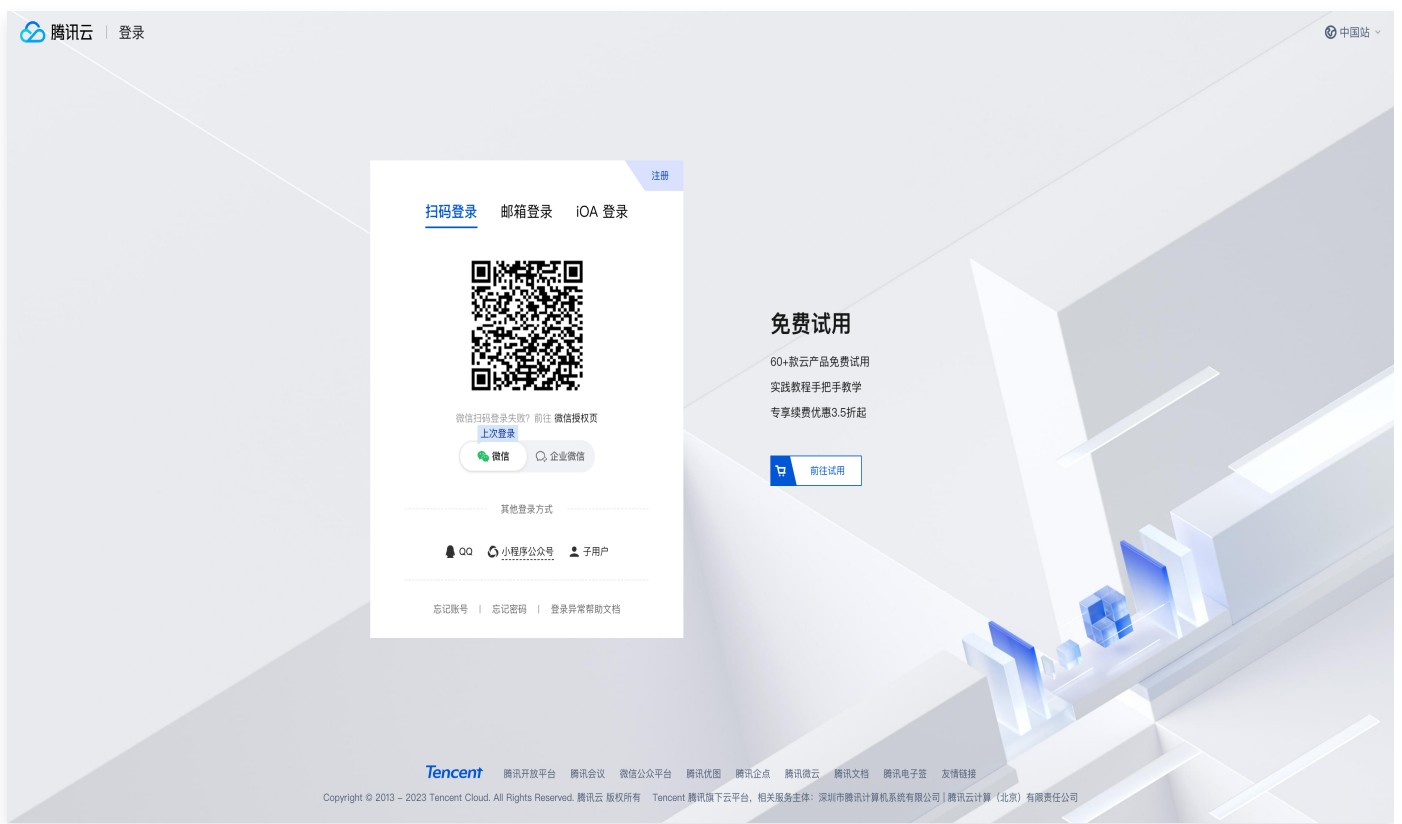 腾讯云 登录 中国站
注册
扫码登录 邮箱登录 iOA 登录
微信扫码登录失败？前往 微信授权页
上次登录
微信 企业微信
其他登录方式
QQ 小程序公众号 子用户
忘记账号 | 忘记密码 | 登录异常帮助文档
免费试用
60+款云产品免费试用
实践教程手把手教学
专享续费优惠3.5折起
前往试用
Tencent 腾讯开放平台 腾讯会议 微信公众平台 腾讯优图 腾讯企点 腾讯微云 腾讯文档 腾讯电子签 友情链接
Copyright © 2013 – 2023 Tencent Cloud. All Rights Reserved. 腾讯云 版权所有 Tencent 腾讯旗下云平台，相关服务主体：深圳市腾讯计算机系统有限公司 | 腾讯云计算（北京）有限责任公司